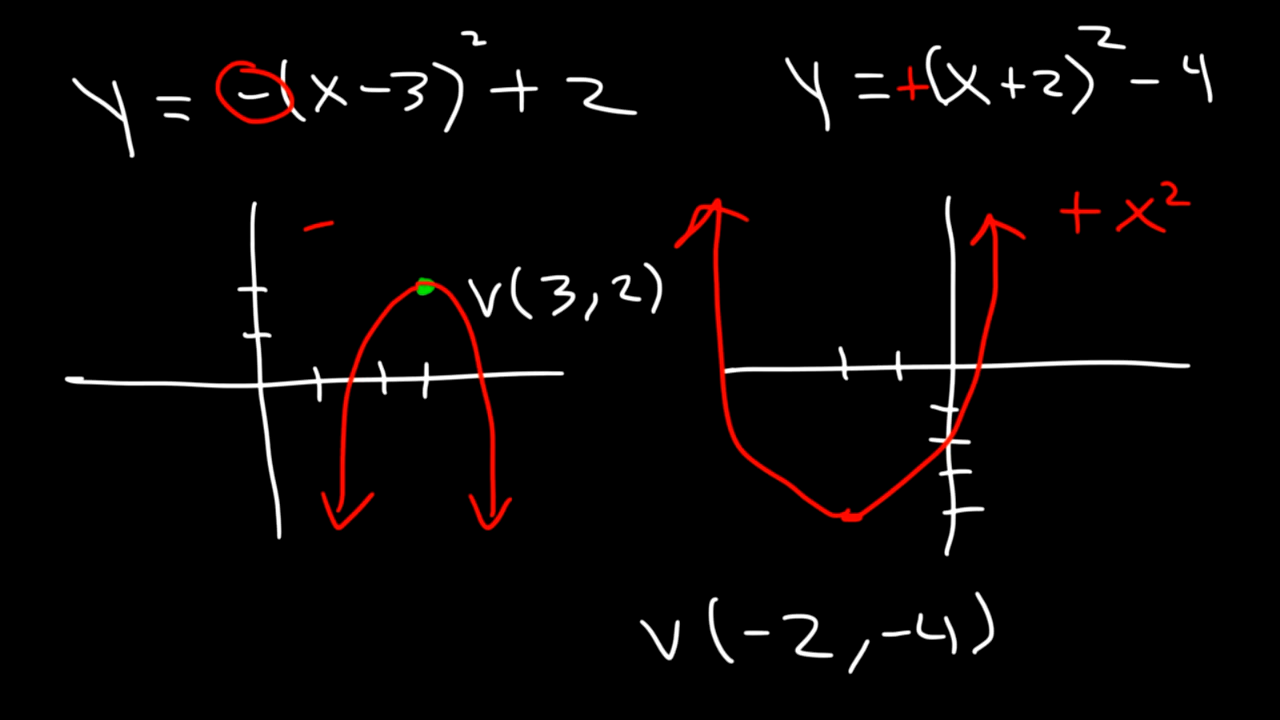 y = -(x-3)² + 2
y = +(x+2)² - 4
-
+ x²
v(3,2)
v(-2,-4)